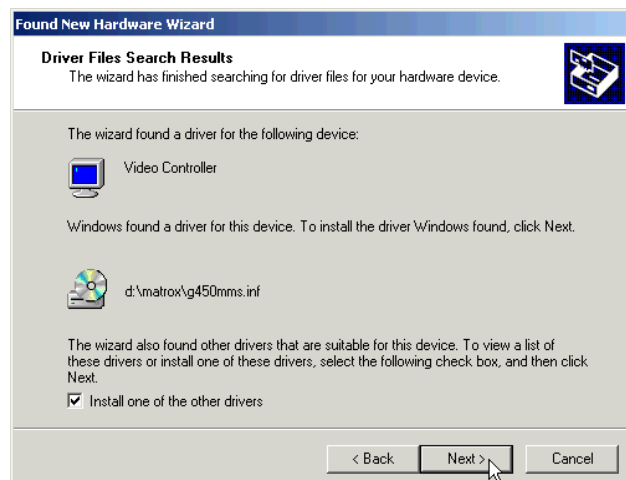 Found New Hardware Wizard
Driver Files Search Results
The wizard has finished searching for driver files for your hardware device.
The wizard found a driver for the following device:
Video Controller
Windows found a driver for this device. To install the driver Windows found, click Next.
d:\matrox\g450mms.inf
The wizard also found other drivers that are suitable for this device. To view a list of
these drivers or install one of these drivers, select the following check box, and then click
Next.
Install one of the other drivers
< Back Next > Cancel